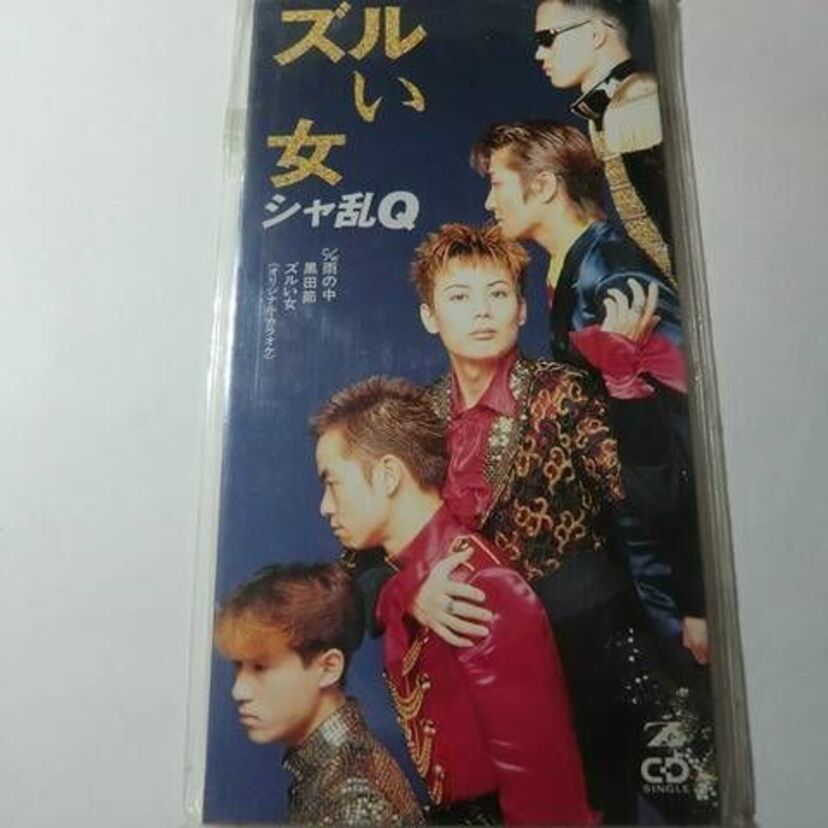 ズルい
女
シャ乱Q
c/w雨の中
黒田節
ズルい女
(オリジナル・カラオケ)
CD
SINGLE